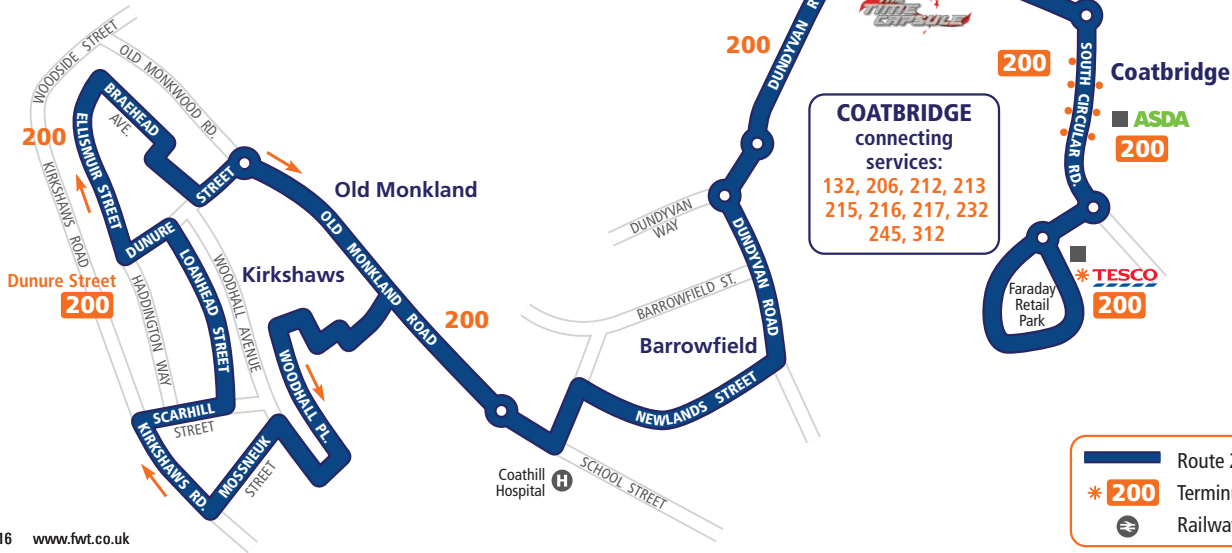 THE
TIME
CAPSULE
WOODSIDE STREET
OLD MONKWOOD RD.
200
BRAEHEAD
AVE.
ELLISMUIR STREET
KIRKSHAWS ROAD
STREET
DUNURE
Old Monkland
OLD MONKLAND ROAD
Kirkshaws
LOANHEAD STREET
WOODHALL AVENUE
Dunure Street
200
HADDINGTON WAY
200
WOODHALL PL.
SCARHILL
STREET
KIRKSHAWS RD.
MOSSNEUK
STREET
Coathill
Hospital
H
SCHOOL STREET
NEWLANDS STREET
Barrowfield
BARROWFIELD ST.
DUNDYVAN
WAY
DUNDYVAN ROAD
200
DUNDYVAN R
COATBRIDGE
connecting
services:
132, 206, 212, 213
215, 216, 217, 232
245, 312
200
SOUTH CIRCULAR RD.
Coatbridge
ASDA
200
Faraday
Retail
Park
TESCO
200
Route 2
200 Termin
Railwa
16 www.fwt.co.uk